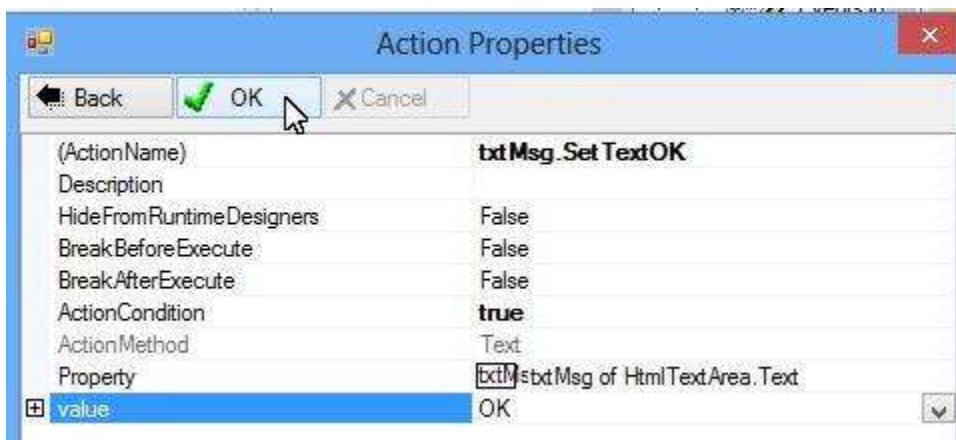 Action Properties
Back OK Cancel
(ActionName) txtMsg.SetTextOK
Description
HideFromRuntimeDesigners False
BreakBeforeExecute False
BreakAfterExecute False
ActionCondition true
ActionMethod Text
Property txtMs txtMsg of HtmlTextArea.Text
value OK